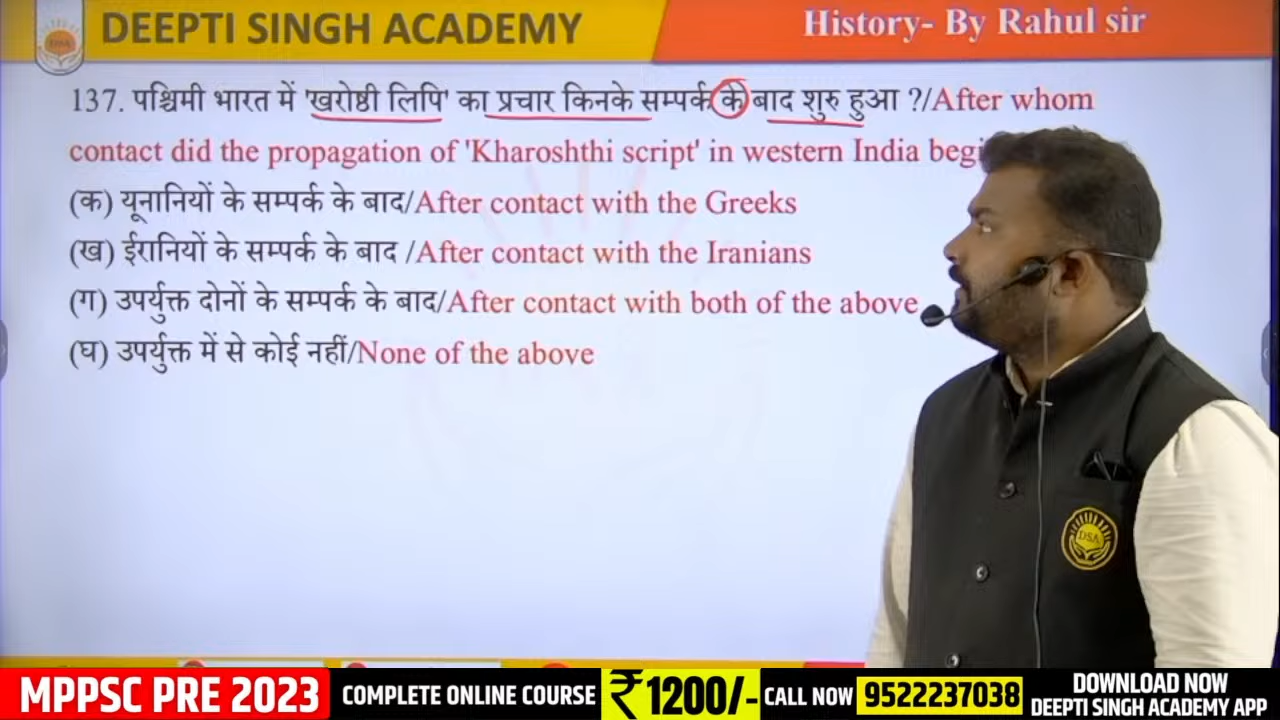 DEEPTI SINGH ACADEMY
History- By Rahul sir
137. पश्चिमी भारत में 'खरोष्ठी लिपि' का प्रचार किनके सम्पर्क के बाद शुरु हुआ ?/After whom
contact did the propagation of 'Kharoshthi script' in western India begi
(क) यूनानियों के सम्पर्क के बाद/After contact with the Greeks
(ख) ईरानियों के सम्पर्क के बाद /After contact with the Iranians
(ग) उपर्युक्त दोनों के सम्पर्क के बाद/After contact with both of the above
(घ) उपर्युक्त में से कोई नहीं/None of the above
DSA
MPPSC PRE 2023
COMPLETE ONLINE COURSE
₹1200/-
CALL NOW
9522237038
DOWNLOAD NOW
DEEPTI SINGH ACADEMY APP